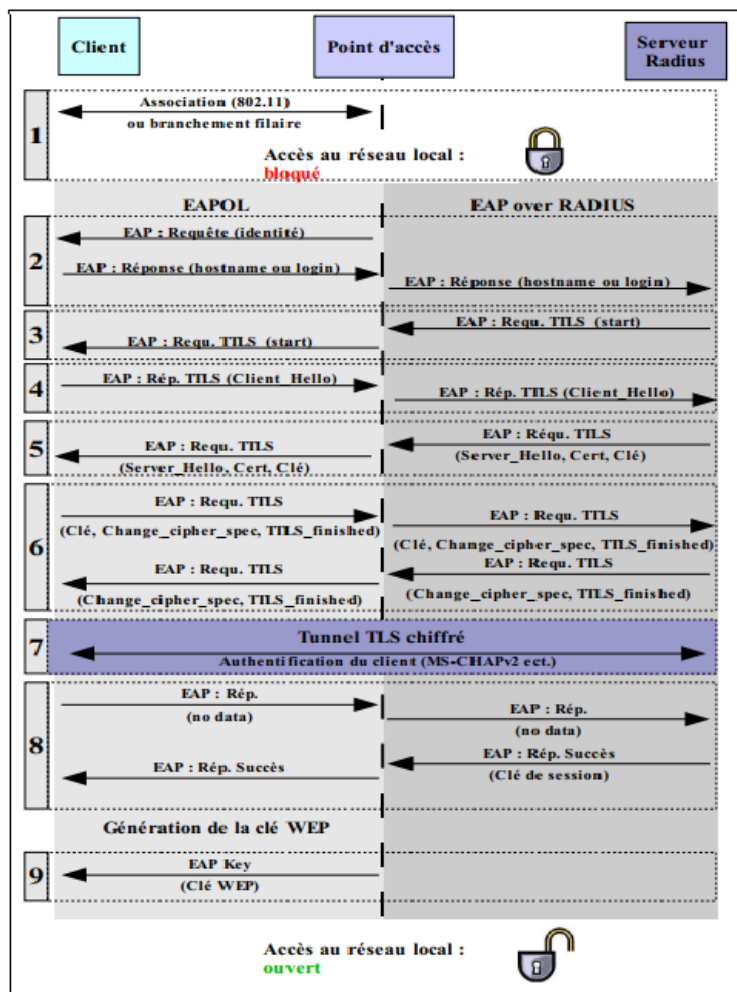 Client
Point d'accès
Serveur
Radius
1
Association (802.11)
ou branchement filaire
Accès au réseau local :
bloqué
EAPOL
EAP over RADIUS
2
EAP : Requête (identité)
EAP : Réponse (hostname ou login)
EAP : Réponse (hostname ou login)
3
EAP : Requ. TTLS (start)
EAP : Requ. TTLS (start)
4
EAP : Rép. TTLS (Client_Hello)
EAP : Rép. TTLS (Client_Hello)
5
EAP : Réqu. TTLS
(Server_Hello, Cert, Clé)
EAP : Requ. TTLS
(Server_Hello, Cert, Clé)
6
EAP : Requ. TTLS
(Clé, Change_cipher_spec, TTLS_finished)
EAP : Requ. TTLS
(Clé, Change_cipher_spec, TTLS_finished)
EAP : Requ. TTLS
(Change_cipher_spec, TTLS_finished)
EAP : Requ. TTLS
(Change_cipher_spec, TTLS_finished)
7
Tunnel TLS chiffré
Authentification du client (MS-CHAPv2 ect.)
8
EAP : Rép.
(no data)
EAP : Rép.
(no data)
EAP : Rép. Succès
(Clé de session)
EAP : Rép. Succès
Génération de la clé WEP
9
EAP Key
(Clé WEP)
Accès au réseau local :
ouvert